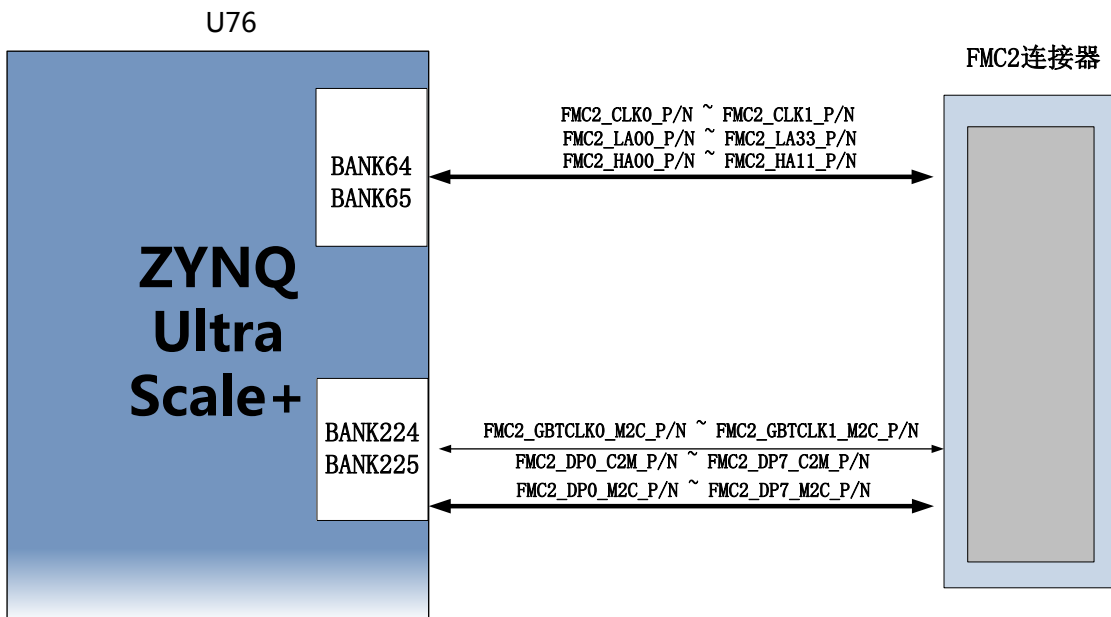 U76
FMC2连接器
FMC2_CLK0_P/N ~ FMC2_CLK1_P/N
FMC2_LA00_P/N ~ FMC2_LA33_P/N
FMC2_HA00_P/N ~ FMC2_HA11_P/N
BANK64
BANK65
ZYNQ
Ultra
Scale+
BANK224
BANK225
FMC2_GBTCLK0_M2C_P/N ~ FMC2_GBTCLK1_M2C_P/N
FMC2_DP0_C2M_P/N ~ FMC2_DP7_C2M_P/N
FMC2_DP0_M2C_P/N ~ FMC2_DP7_M2C_P/N